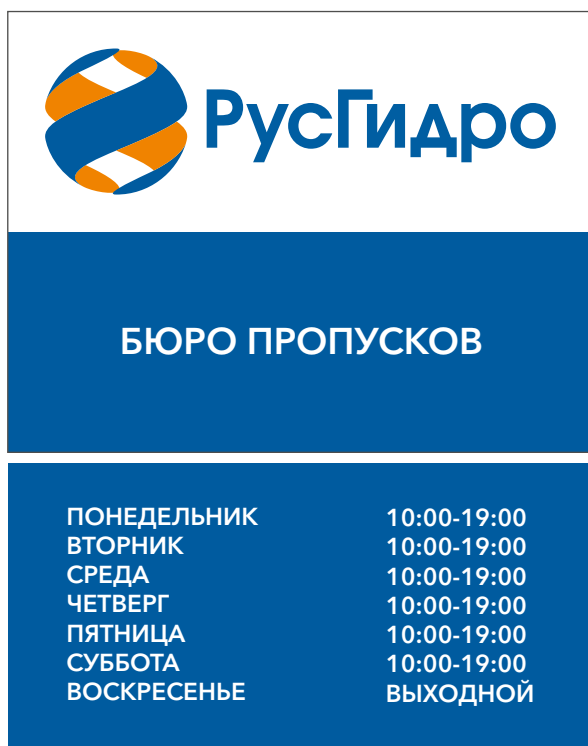 РусГидро
БЮРО ПРОПУСКОВ
ПОНЕДЕЛЬНИК 10:00-19:00
ВТОРНИК 10:00-19:00
СРЕДА 10:00-19:00
ЧЕТВЕРГ 10:00-19:00
ПЯТНИЦА 10:00-19:00
СУББОТА 10:00-19:00
ВОСКРЕСЕНЬЕ ВЫХОДНОЙ